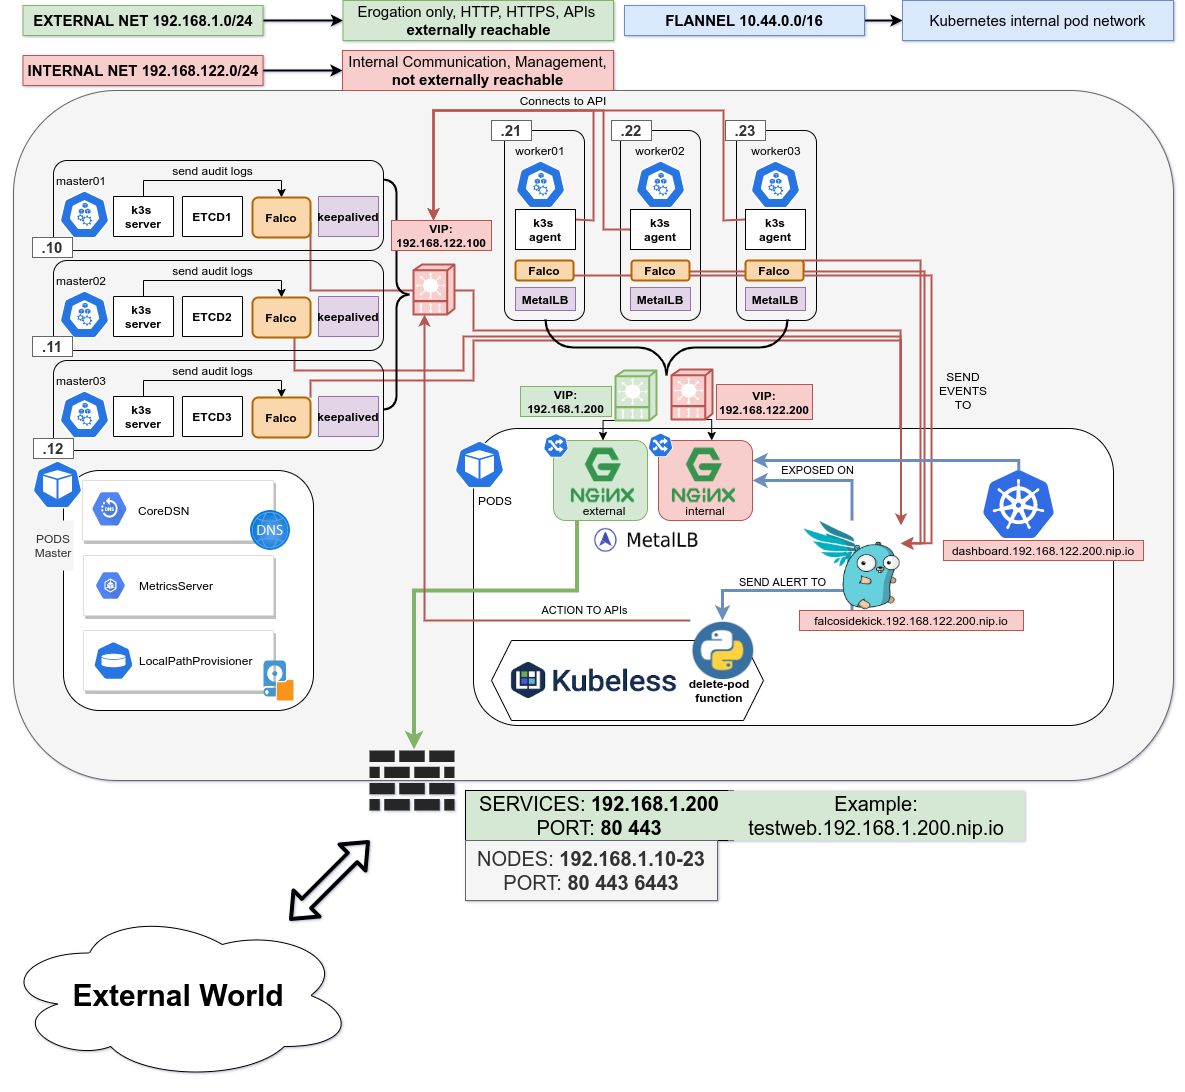 EXTERNAL NET 192.168.1.0/24
Erogation only, HTTP, HTTPS, APIs
externally reachable
FLANNEL 10.44.0.0/16
Kubernetes internal pod network
INTERNAL NET 192.168.122.0/24
Internal Communication, Management,
not externally reachable
Connects to API
.21
.22
.23
worker01
worker02
worker03
k3s
agent
k3s
agent
k3s
agent
Falco
Falco
Falco
MetalLB
MetalLB
MetalLB
master01
send audit logs
k3s
server
ETCD1
Falco
keepalived
.10
VIP:
192.168.122.100
master02
send audit logs
k3s
server
ETCD2
Falco
keepalived
.11
master03
send audit logs
k3s
server
ETCD3
Falco
keepalived
.12
VIP:
192.168.1.200
VIP:
192.168.122.200
SEND
EVENTS
TO
PODS
Master
CoreDSN
DNS
DNS
MetricsServer
LocalPathProvisioner
PODS
NGINX
external
NGINX
internal
MetalLB
EXPOSED ON
dashboard.192.168.122.200.nip.io
SEND ALERT TO
falcosidekick.192.168.122.200.nip.io
ACTION TO APIs
Kubeless
delete-pod
function
SERVICES: 192.168.1.200
PORT: 80 443
Example:
testweb.192.168.1.200.nip.io
NODES: 192.168.1.10-23
PORT: 80 443 6443
External World